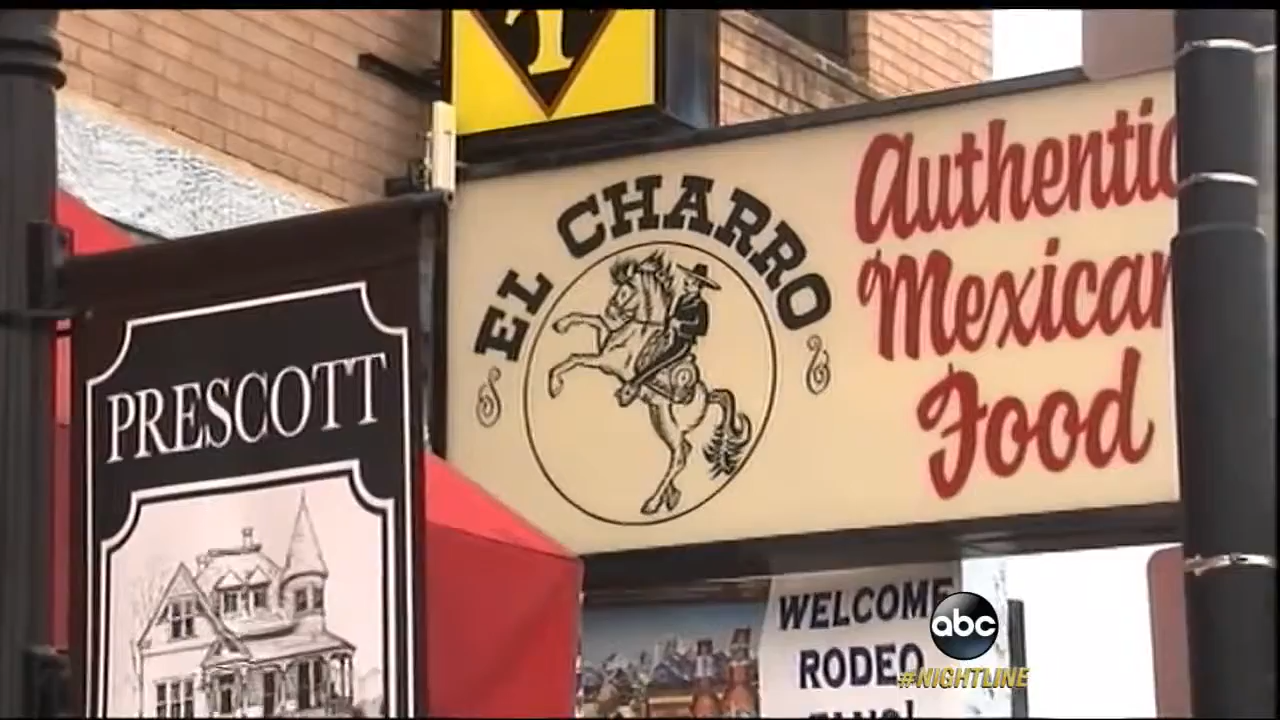 PRESCOTT
EL CHARRO
Authentic
Mexican
Food
WELCOME
RODEO
abc
#NIGHTLINE